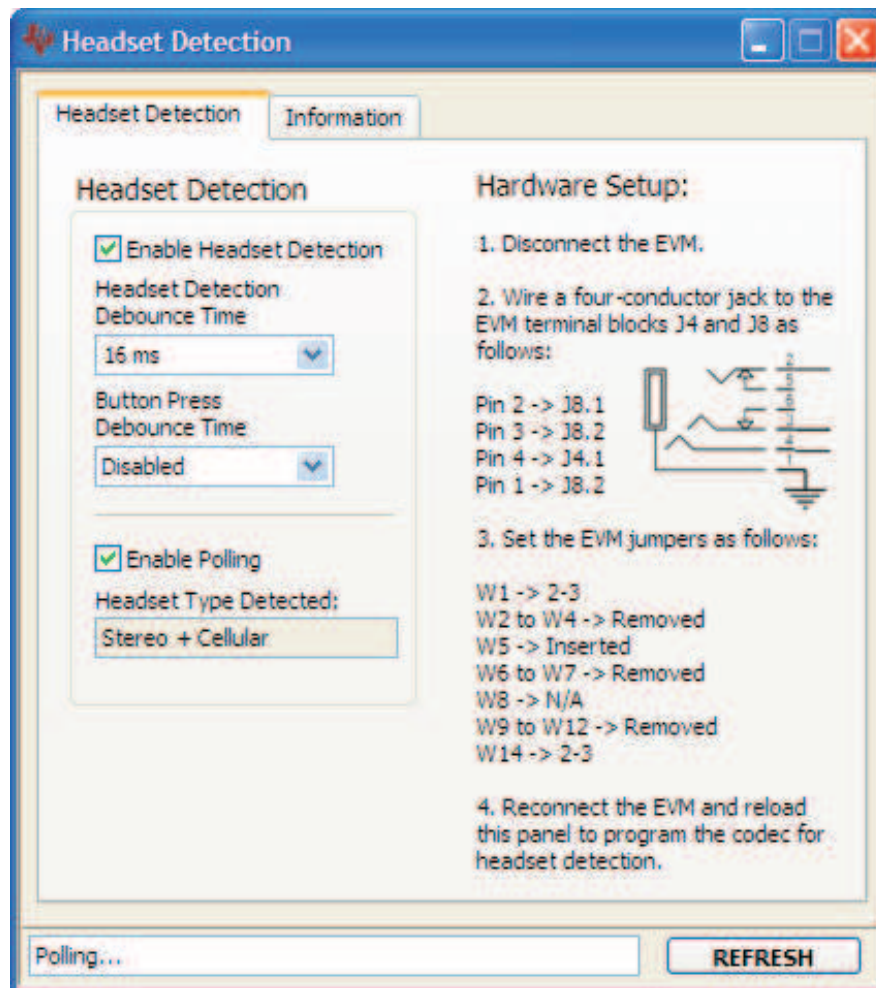 Headset Detection
Headset Detection
Information
Headset Detection
Enable Headset Detection
Headset Detection
Debounce Time
16 ms
Button Press
Debounce Time
Disabled
Enable Polling
Headset Type Detected:
Stereo + Cellular
Hardware Setup:
1. Disconnect the EVM.
2. Wire a four-conductor jack to the
EVM terminal blocks J4 and J8 as
follows:
Pin 2 -> J8.1
Pin 3 -> J8.2
Pin 4 -> J4.1
Pin 1 -> J8.2
3. Set the EVM jumpers as follows:
W1 -> 2-3
W2 to W4 -> Removed
W5 -> Inserted
W6 to W7 -> Removed
W8 -> N/A
W9 to W12 -> Removed
W14 -> 2-3
4. Reconnect the EVM and reload
this panel to program the codec for
headset detection.
Polling...
REFRESH